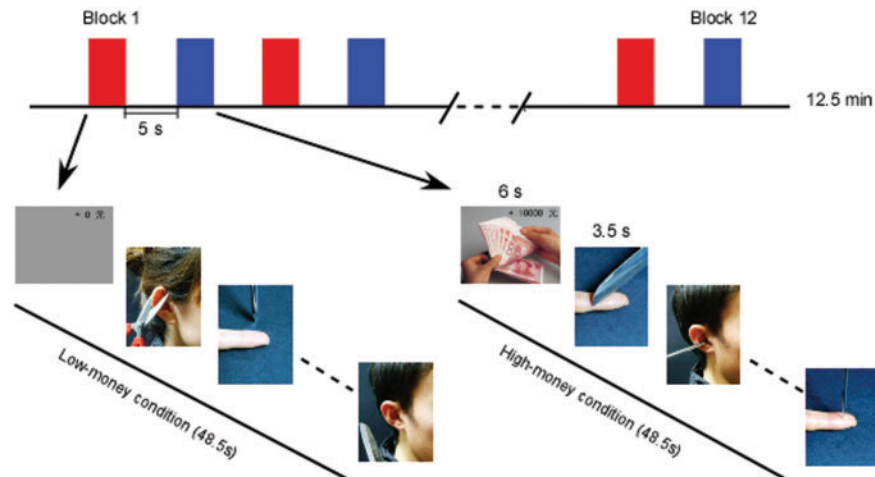 Block 1
Block 12
12.5 min
5 s
+ 0 元
6 s
+ 10000 元
3.5 s
Low-money condition (48.5s)
High-money condition (48.5s)